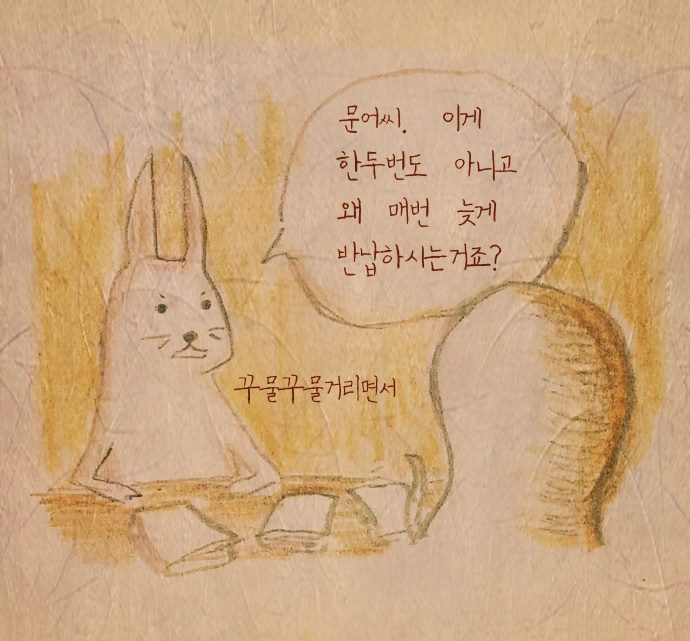 문어씨. 이게
한두번도 아니고
왜 매번 늦게
반납하시는거죠?
꾸물꾸물거리면서